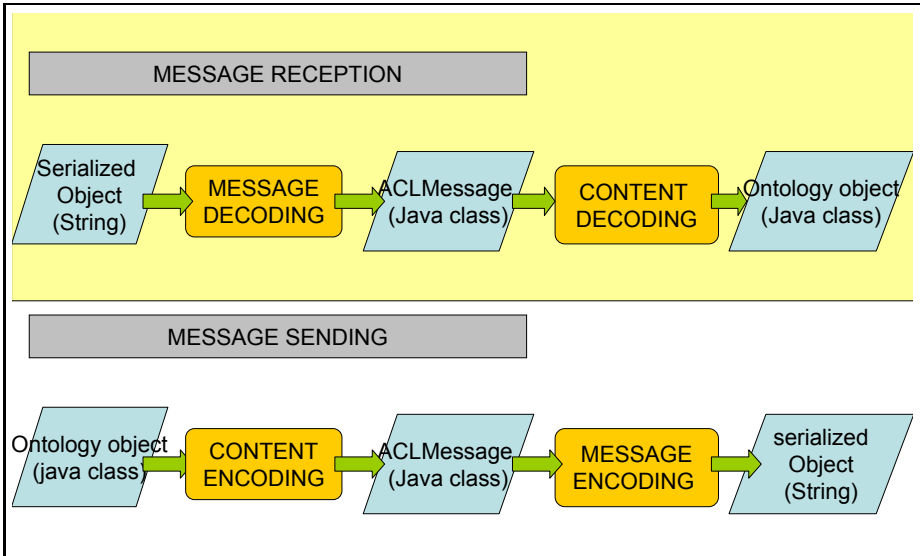 MESSAGE RECEPTION
Serialized
Object
(String)
MESSAGE
DECODING
ACLMessage
(Java class)
CONTENT
DECODING
Ontology object
(Java class)
MESSAGE SENDING
Ontology object
(java class)
CONTENT
ENCODING
ACLMessage
(Java class)
MESSAGE
ENCODING
serialized
Object
(String)